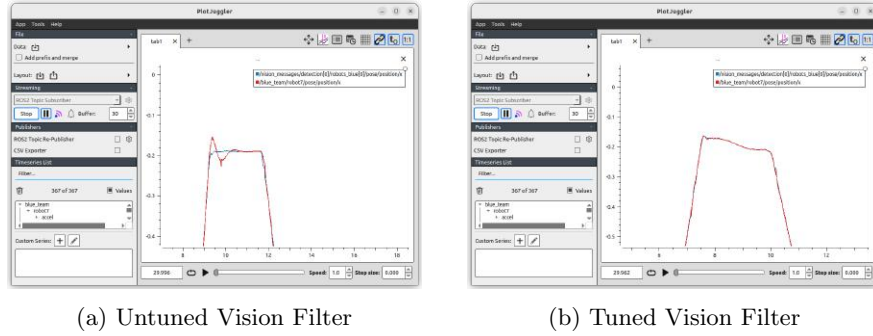 PlotJuggler
App Tools Help
File
Data:
Add prefix and merge
Layout:
Streaming
ROS2 Topic Subscriber
Stop
Buffer: 30
Publishers
ROS2 Topic Re-Publisher
CSV Exporter
Timeseries List
Filter...
367 of 367 Values
blue_team
robot7
accel
Custom Series:
tab1
...
/vision_messages/detection[0]/robots_blue[0]/pose/position/x
/blue_team/robot7/pose/position/x
0
-0.1
-0.2
-0.3
-0.4
8 10 12 14 16 18
29.996
Speed: 1.0 Step size: 0.000
(a) Untuned Vision Filter
PlotJuggler
App Tools Help
File
Data:
Add prefix and merge
Layout:
Streaming
ROS2 Topic Subscriber
Stop
Buffer: 30
Publishers
ROS2 Topic Re-Publisher
CSV Exporter
Timeseries List
Filter...
367 of 367 Values
blue_team
robot7
accel
Custom Series:
tab1
...
/vision_messages/detection[0]/robots_blue[0]/pose/position/x
/blue_team/robot7/pose/position/x
0
-0.1
-0.2
-0.3
-0.4
-0.5
6 8 10 12 14 16
29.962
Speed: 1.0 Step size: 0.000
(b) Tuned Vision Filter